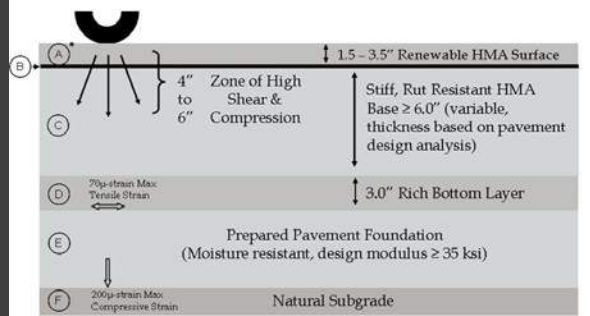 A*
1.5 – 3.5" Renewable HMA Surface
B
4" Zone of High
to Shear &
6" Compression
Stiff, Rut Resistant HMA
Base ≥ 6.0" (variable,
thickness based on pavement
design analysis)
C
70µ-strain Max
Tensile Strain
D
3.0" Rich Bottom Layer
E
Prepared Pavement Foundation
(Moisture resistant, design modulus ≥ 35 ksi)
F
200µ-strain Max
Compressive Strain
Natural Subgrade